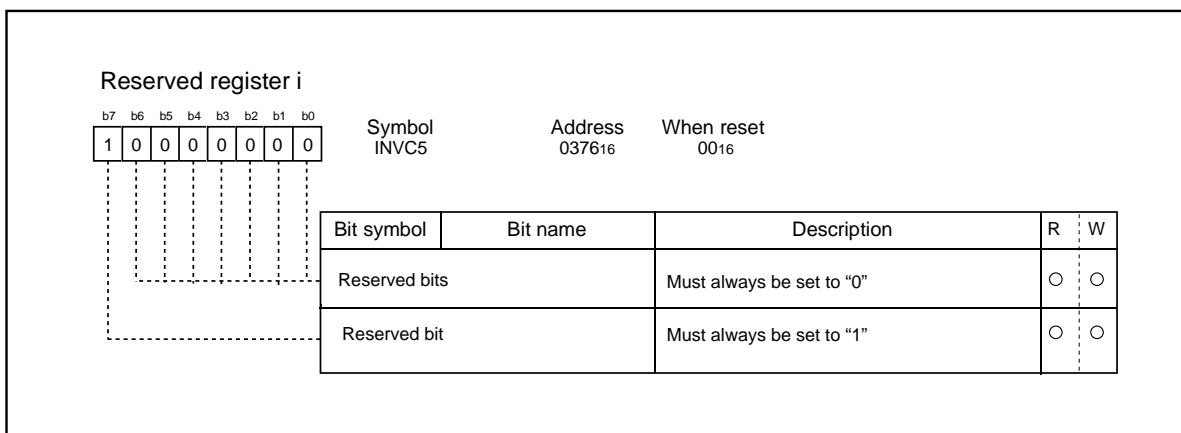 Reserved register i
b7 b6 b5 b4 b3 b2 b1 b0
1 0 0 0 0 0 0 0
Symbol Address When reset
INVC5 037616 0016
Bit symbol Bit name Description R W
Reserved bits Must always be set to “0”
Reserved bit Must always be set to “1”